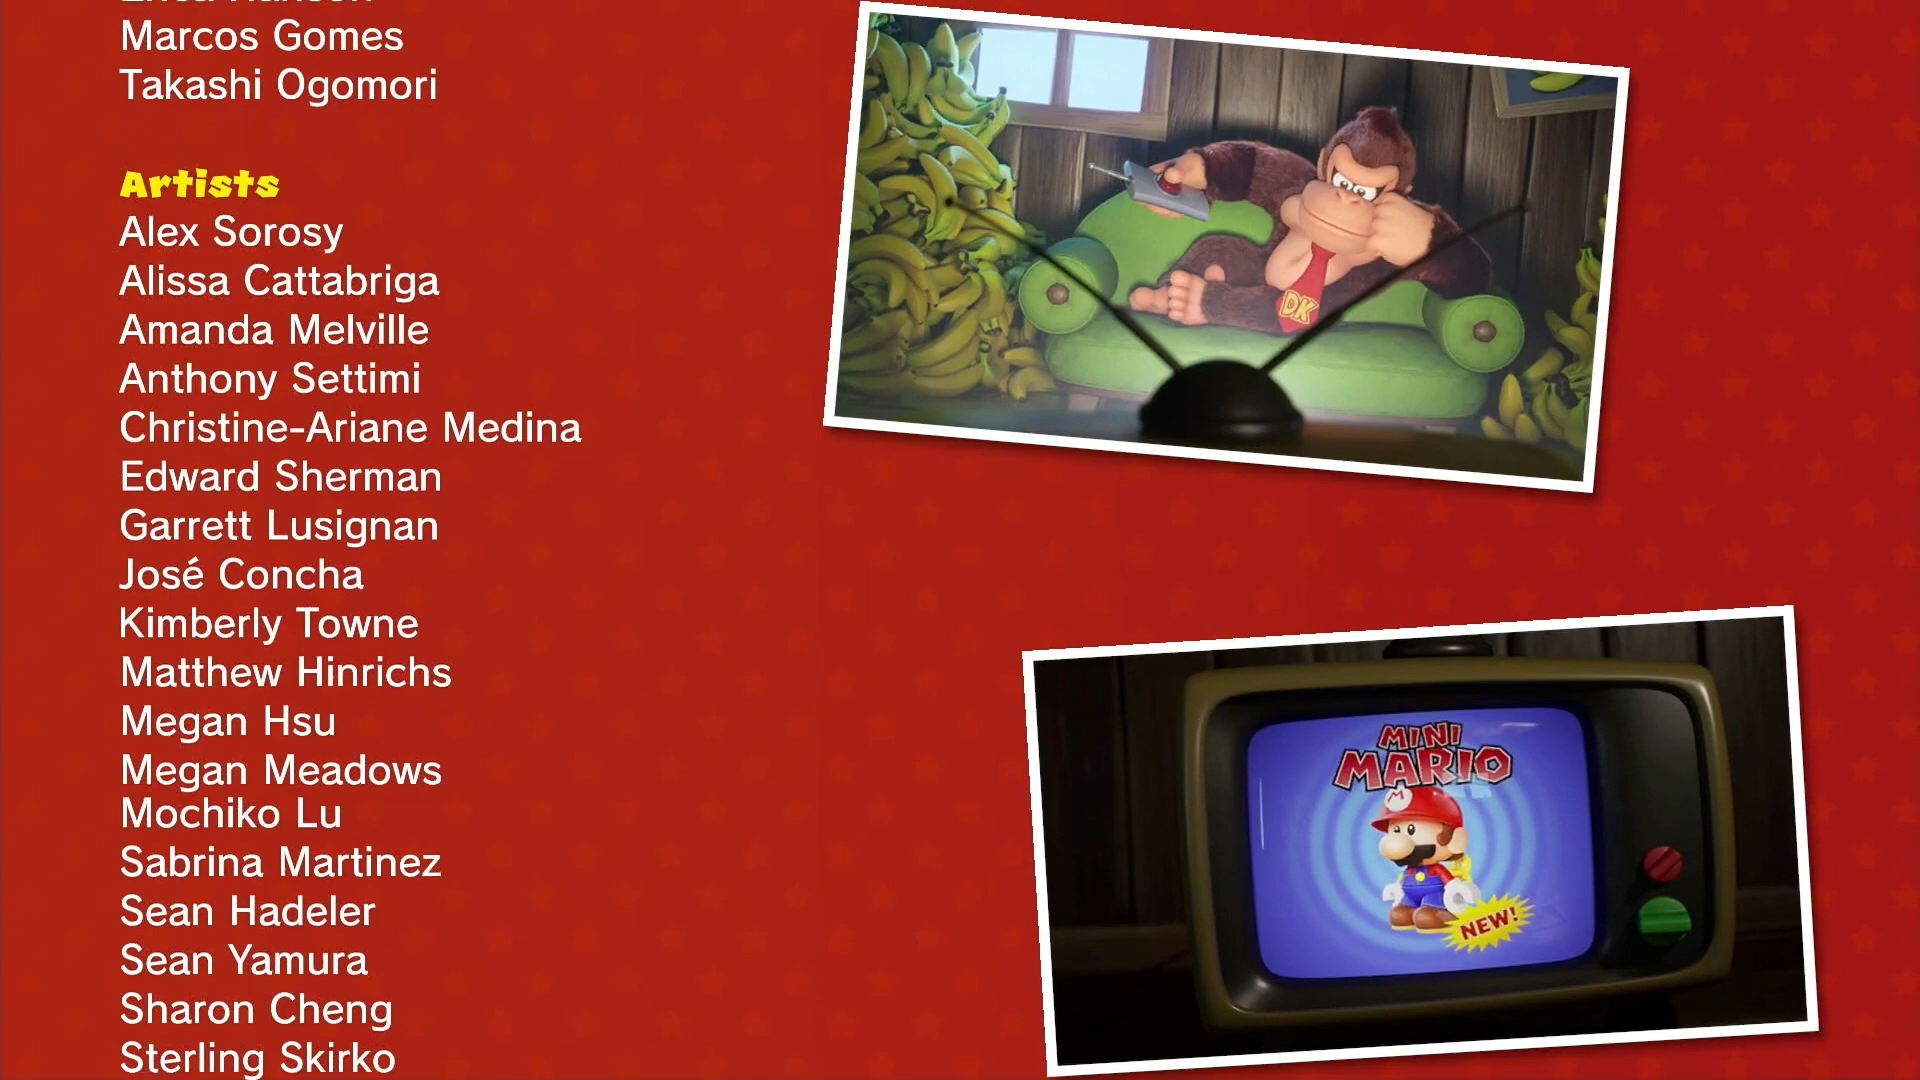 Marcos Gomes
Takashi Ogomori
Artists
Alex Sorosy
Alissa Cattabriga
Amanda Melville
Anthony Settimi
Christine-Ariane Medina
Edward Sherman
Garrett Lusignan
José Concha
Kimberly Towne
Matthew Hinrichs
Megan Hsu
Megan Meadows
Mochiko Lu
Sabrina Martinez
Sean Hadeler
Sean Yamura
Sharon Cheng
Sterling Skirko
DK
MINI
MARIO
M
NEW!